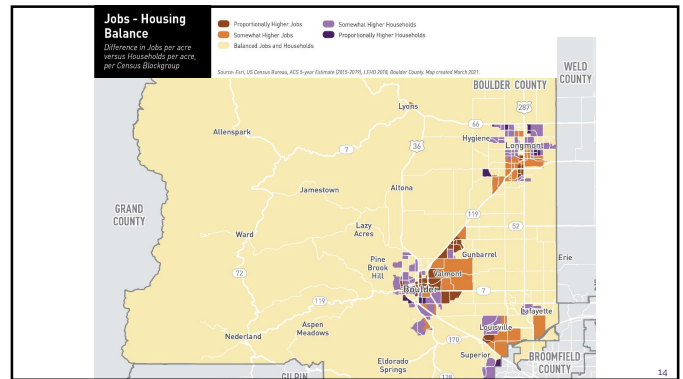 Jobs - Housing
Balance
Difference in Jobs per acre
versus Households per acre,
per Census Blockgroup
Proportionally Higher Jobs
Somewhat Higher Households
Somewhat Higher Jobs
Proportionally Higher Households
Balanced Jobs and Households
Source: Esri, US Census Bureau, ACS 5-year Estimate (2015-2019), LEHD 2018, Boulder County. Map created March 2021.
WELD
COUNTY
BOULDER COUNTY
287
Lyons
66
Allenspark
Hygiene
Longmont
36
7
Jamestown
Altona
GRAND
COUNTY
119
52
Lazy
Acres
Ward
Gunbarrel
Erie
Pine
Brook
Hill
Valmont
72
Boulder
7
119
Lafayette
Aspen
Meadows
Louisville
Nederland
170
Superior
BROOMFIELD
COUNTY
Eldorado
Springs
GILPIN
128
14